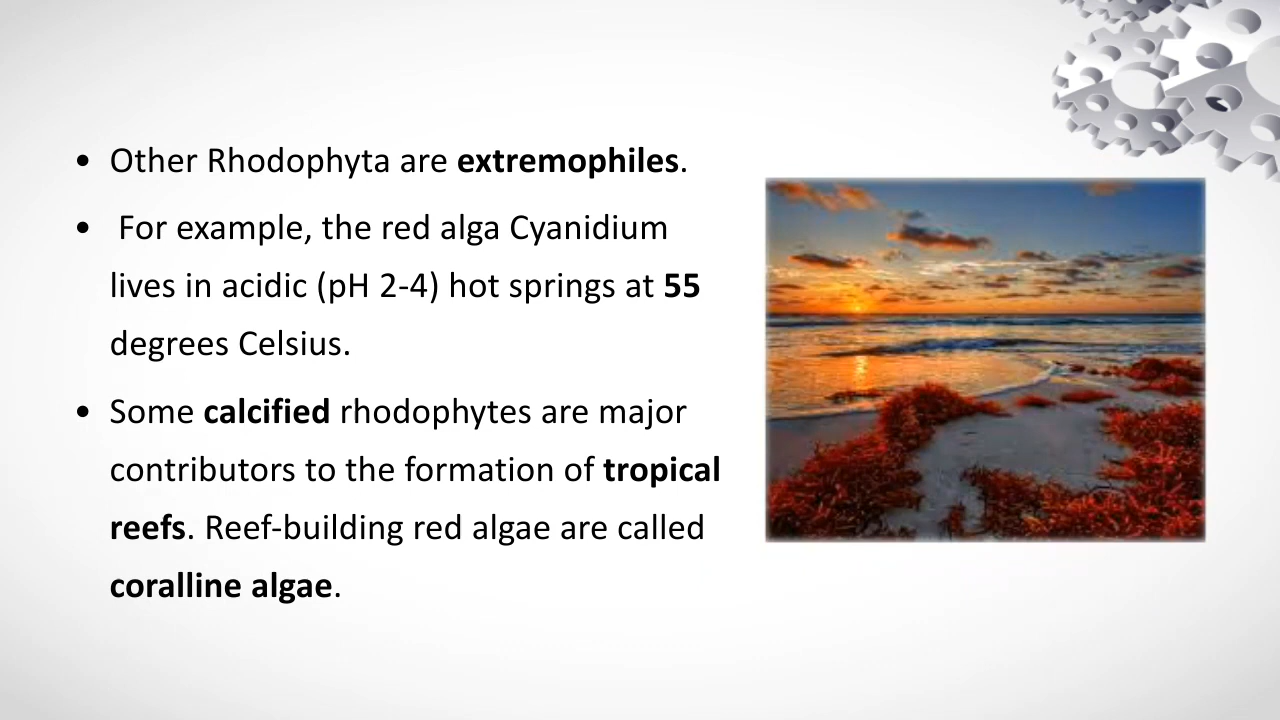 • Other Rhodophyta are extremophiles.
• For example, the red alga Cyanidium
lives in acidic (pH 2-4) hot springs at 55
degrees Celsius.
• Some calcified rhodophytes are major
contributors to the formation of tropical
reefs. Reef-building red algae are called
coralline algae.